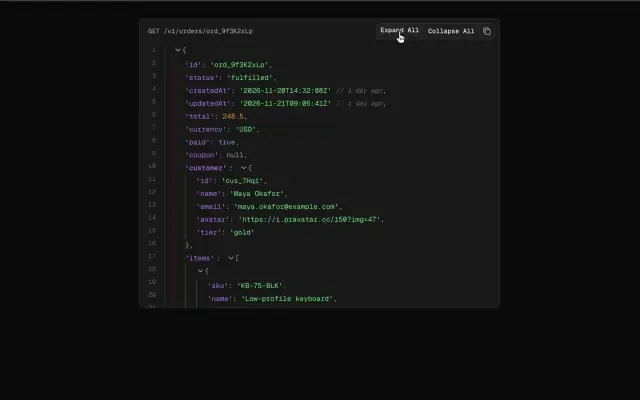 GET /v1/orders/ord_9f3K2xLp Expand All Collapse All
1 {
2 'id': 'ord_9f3K2xLp',
3 'status': 'fulfilled',
4 'createdAt': '2026-11-20T14:32:08Z' // 1 day ago,
5 'updatedAt': '2026-11-21T09:05:41Z' // 1 day ago,
6 'total': 248.5,
7 'currency': 'USD',
8 'paid': true,
9 'coupon': null,
10 'customer': {
11 'id': 'cus_7Hq1',
12 'name': 'Maya Okafor',
13 'email': 'maya.okafor@example.com',
14 'avatar': 'https://i.pravatar.cc/150?img=47',
15 'tier': 'gold'
16 },
17 'items': [
18 {
19 'sku': 'KB-75-BLK',
20 'name': 'Low-profile keyboard',